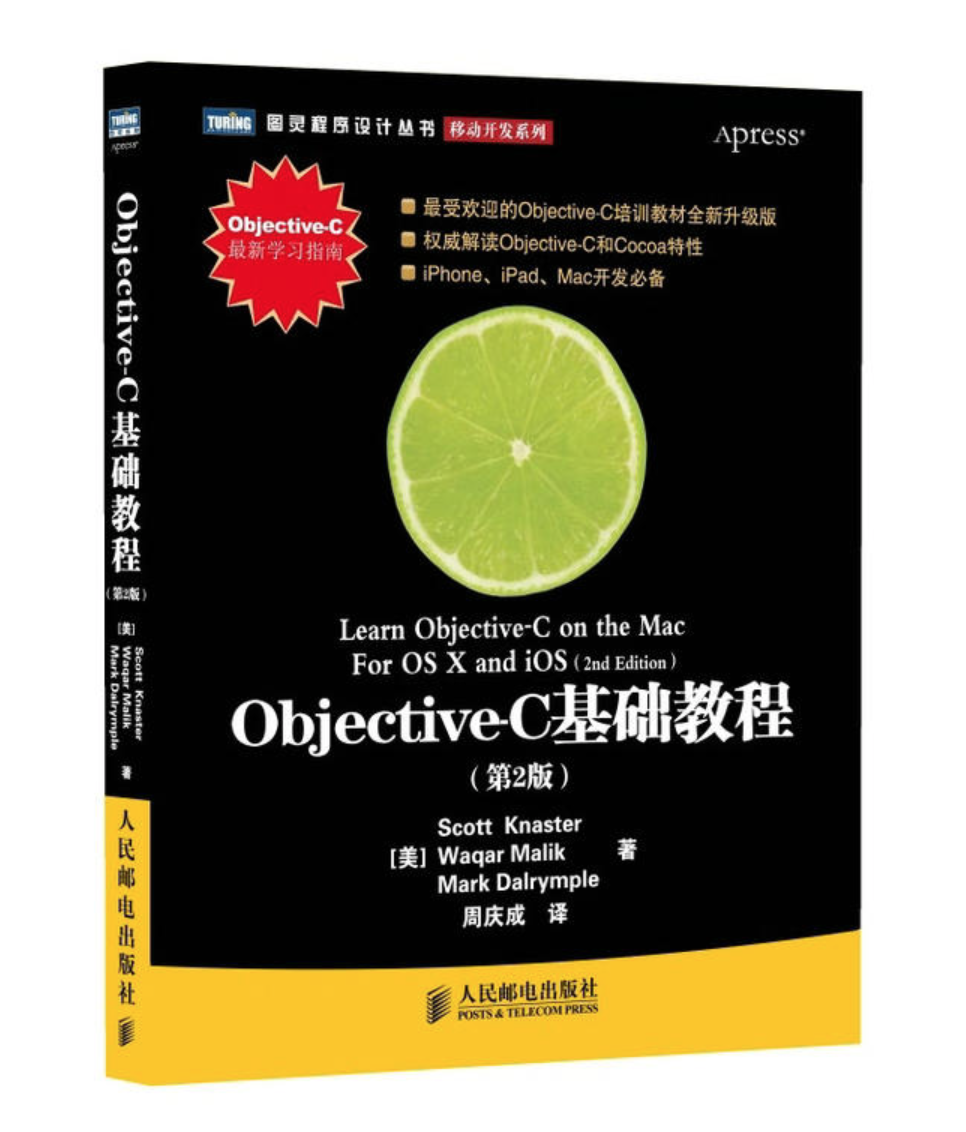 TURING
图灵程序设计丛书
移动开发系列
Apress®
Objective-C
最新学习指南
最受欢迎的Objective-C培训教材全新升级版
权威解读Objective-C和Cocoa特性
iPhone、iPad、Mac开发必备
Learn Objective-C on the Mac
For OS X and iOS (2nd Edition)
Objective-C基础教程
(第2版)
Scott Knaster
[美] Waqar Malik 著
Mark Dalrymple
周庆成 译
人民邮电出版社
POSTS & TELECOM PRESS
TURING
Apress®
Objective-C基础教程
(第2版)
[美]
Scott Knaster
Waqar Malik
Mark Dalrymple
著
人民邮电出版社